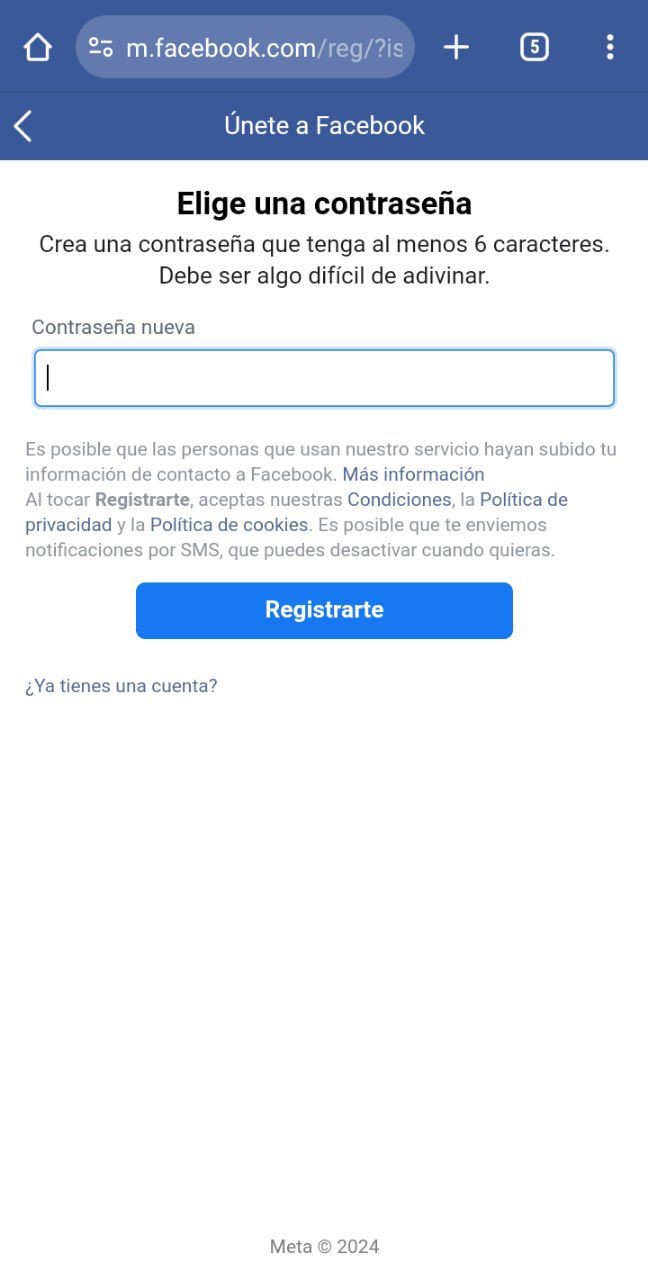 m.facebook.com/reg/?is
5
Únete a Facebook
Elige una contraseña
Crea una contraseña que tenga al menos 6 caracteres.
Debe ser algo difícil de adivinar.
Contraseña nueva
Es posible que las personas que usan nuestro servicio hayan subido tu
información de contacto a Facebook. Más información
Al tocar Registrarte, aceptas nuestras Condiciones, la Política de
privacidad y la Política de cookies. Es posible que te enviemos
notificaciones por SMS, que puedes desactivar cuando quieras.
Registrarte
¿Ya tienes una cuenta?
Meta © 2024